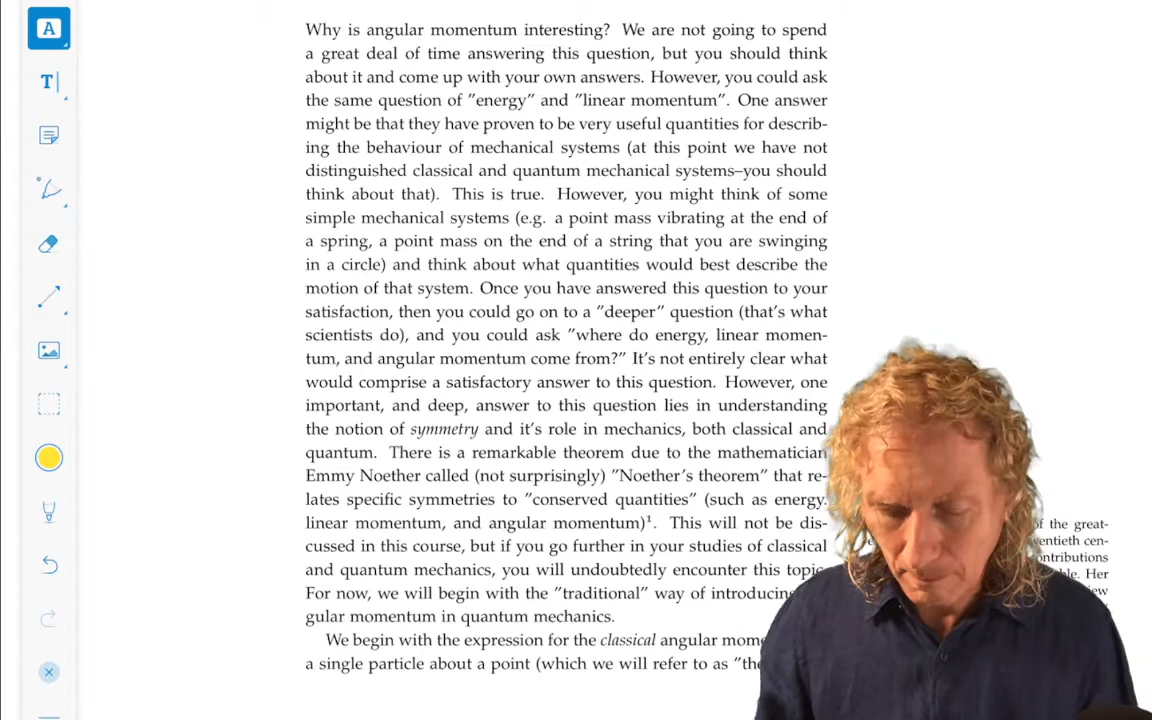 A
T
Why is angular momentum interesting? We are not going to spend
a great deal of time answering this question, but you should think
about it and come up with your own answers. However, you could ask
the same question of ”energy” and ”linear momentum”. One answer
might be that they have proven to be very useful quantities for describ-
ing the behaviour of mechanical systems (at this point we have not
distinguished classical and quantum mechanical systems–you should
think about that). This is true. However, you might think of some
simple mechanical systems (e.g. a point mass vibrating at the end of
a spring, a point mass on the end of a string that you are swinging
in a circle) and think about what quantities would best describe the
motion of that system. Once you have answered this question to your
satisfaction, then you could go on to a ”deeper” question (that’s what
scientists do), and you could ask ”where do energy, linear momen-
tum, and angular momentum come from?” It’s not entirely clear what
would comprise a satisfactory answer to this question. However, one
important, and deep, answer to this question lies in understanding
the notion of symmetry and it’s role in mechanics, both classical and
quantum. There is a remarkable theorem due to the mathematician
Emmy Noether called (not surprisingly) ”Noether’s theorem” that re-
lates specific symmetries to ”conserved quantities” (such as energy,
linear momentum, and angular momentum)¹. This will not be dis-
cussed in this course, but if you go further in your studies of classical
and quantum mechanics, you will undoubtedly encounter this topic.
For now, we will begin with the ”traditional” way of introducing
gular momentum in quantum mechanics.
We begin with the expression for the classical angular mom
a single particle about a point (which we will refer to as ”the
of the great-
entieth cen-
ontributions
Her